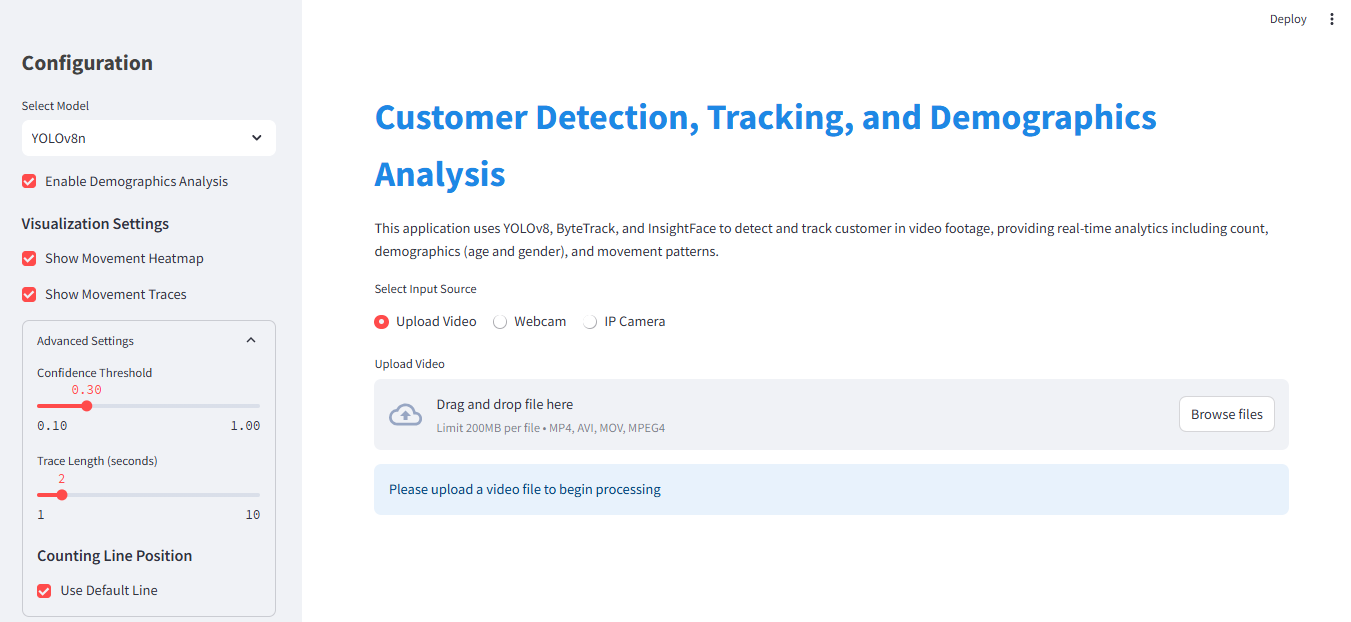 Deploy
Configuration
Select Model
YOLOv8n
Enable Demographics Analysis
Visualization Settings
Show Movement Heatmap
Show Movement Traces
Advanced Settings
Confidence Threshold
0.30
0.10 1.00
Trace Length (seconds)
2
1 10
Counting Line Position
Use Default Line
Customer Detection, Tracking, and Demographics
Analysis
This application uses YOLOv8, ByteTrack, and InsightFace to detect and track customer in video footage, providing real-time analytics including count,
demographics (age and gender), and movement patterns.
Select Input Source
Upload Video Webcam IP Camera
Upload Video
Drag and drop file here
Limit 200MB per file • MP4, AVI, MOV, MPEG4
Browse files
Please upload a video file to begin processing